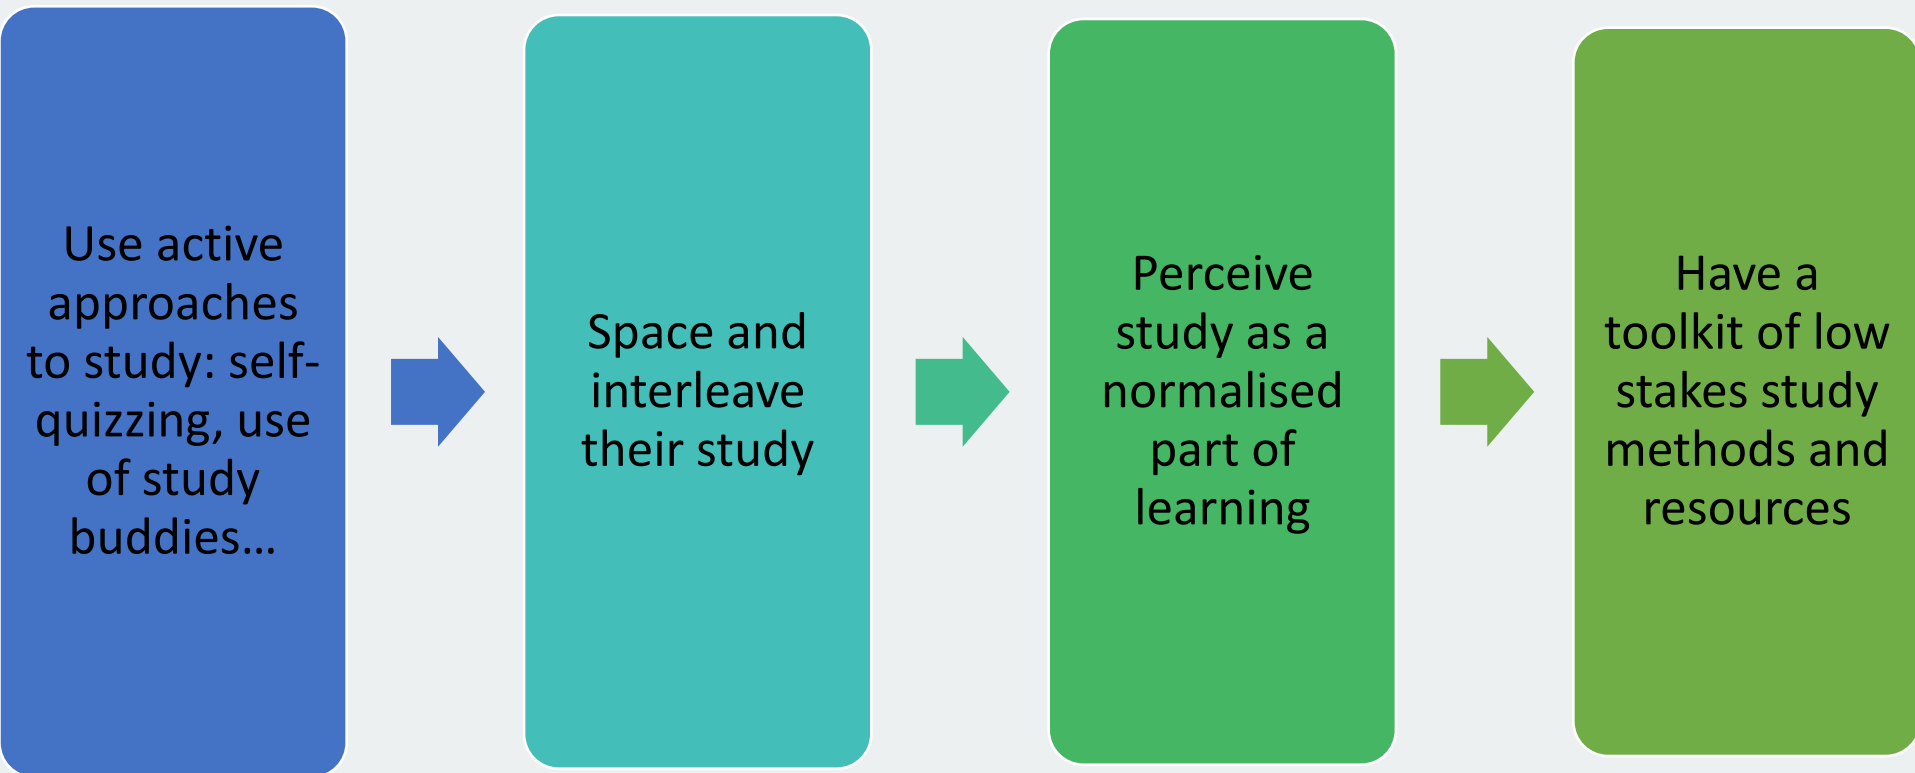 Use active
approaches
to study: self-
quizzing, use
of study
buddies…
Space and
interleave
their study
Perceive
study as a
normalised
part of
learning
Have a
toolkit of low
stakes study
methods and
resources